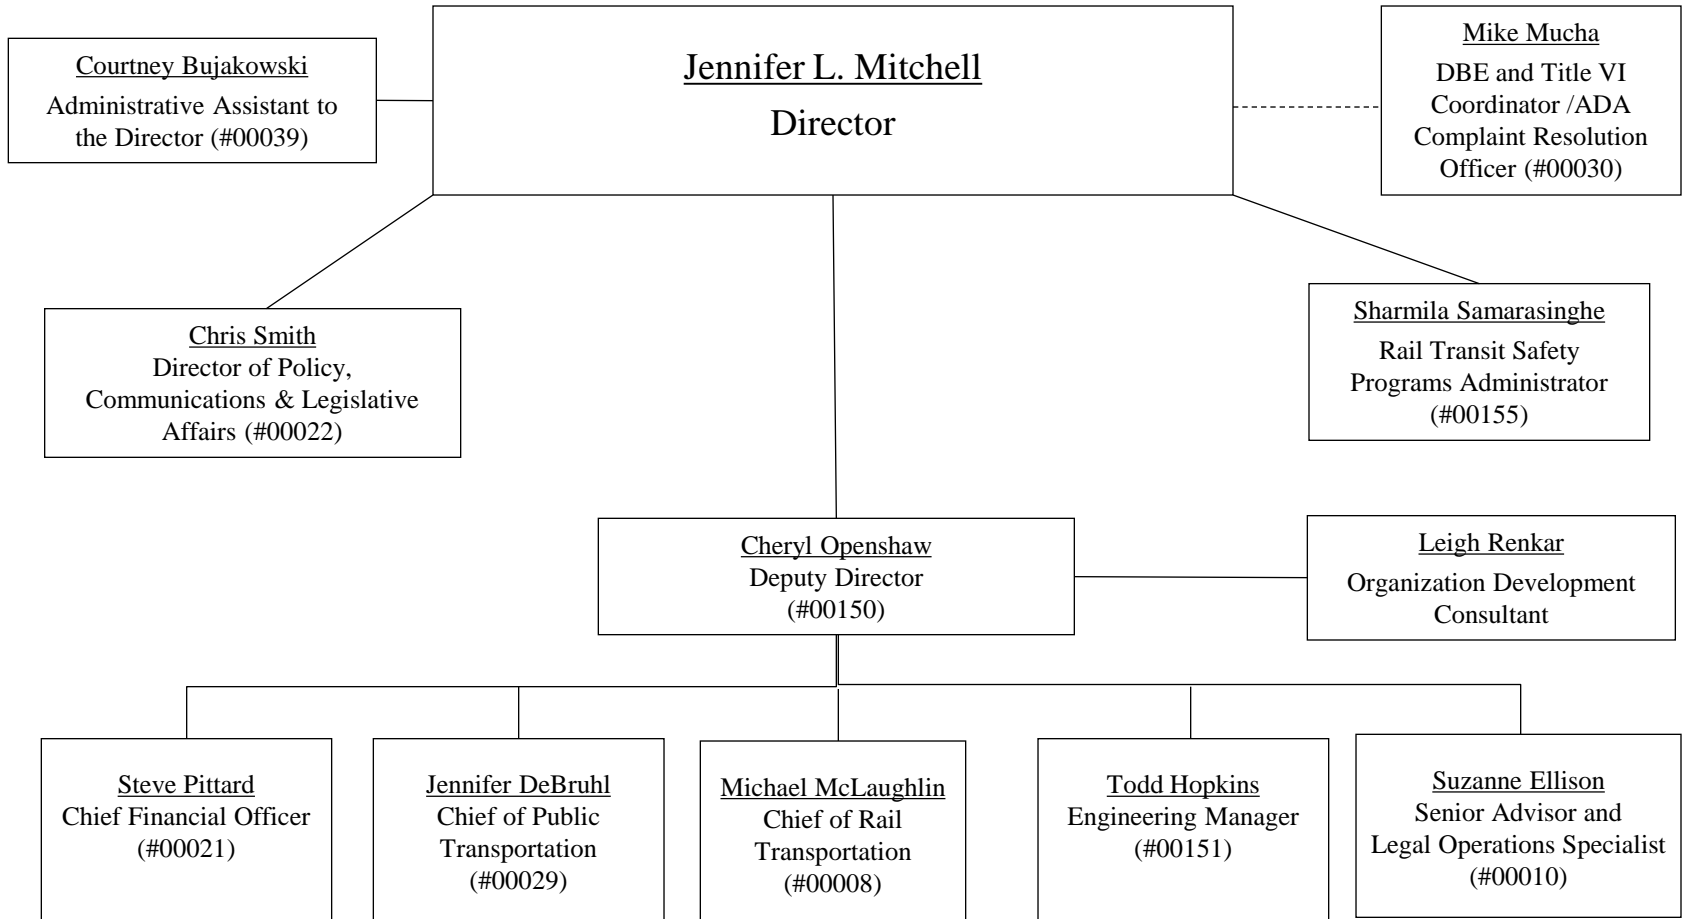 Jennifer L. Mitchell
Director
Courtney Bujakowski
Administrative Assistant to
the Director (#00039)
Mike Mucha
DBE and Title VI
Coordinator /ADA
Complaint Resolution
Officer (#00030)
Chris Smith
Director of Policy,
Communications & Legislative
Affairs (#00022)
Sharmila Samarasinghe
Rail Transit Safety
Programs Administrator
(#00155)
Cheryl Openshaw
Deputy Director
(#00150)
Leigh Renkar
Organization Development
Consultant
Steve Pittard
Chief Financial Officer
(#00021)
Jennifer DeBruhl
Chief of Public
Transportation
(#00029)
Michael McLaughlin
Chief of Rail
Transportation
(#00008)
Todd Hopkins
Engineering Manager
(#00151)
Suzanne Ellison
Senior Advisor and
Legal Operations Specialist
(#00010)